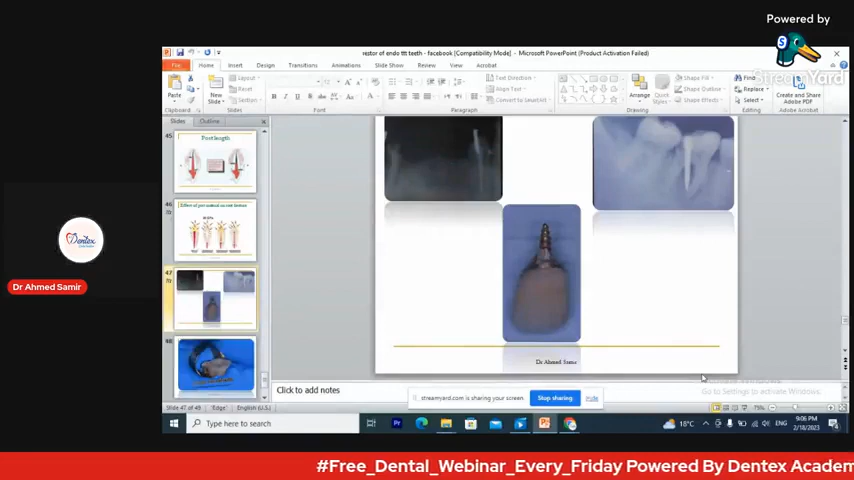 Powered by
StreamYard
restor of endo ttt teeth - facebook [Compatibility Mode] - Microsoft PowerPoint (Product Activation Failed)
File Home Insert Design Transitions Animations Slide Show Review View Acrobat
Paste
New Slide
Layout
Reset
Section
Text Direction
Align Text
Convert to SmartArt
Arrange
Quick Styles
Shape Fill
Shape Outline
Shape Effects
Find
Replace
Select
Create and Share Adobe PDF
Clipboard Slides Font Paragraph Drawing Editing Adobe Acrobat
Slides Outline
45
Post length
46
47
48
Dentex
Dr Ahmed Samir
Dr Ahmed Samir
Click to add notes
streamyard.com is sharing your screen. Stop sharing Hide
Go to Settings to activate Windows.
Slide 47 of 49 "Edge" English (U.S.) 75%
Type here to search
18°C
ENG
9:06 PM
2/18/2023
#Free_Dental_Webinar_Every_Friday Powered By Dentex Academ